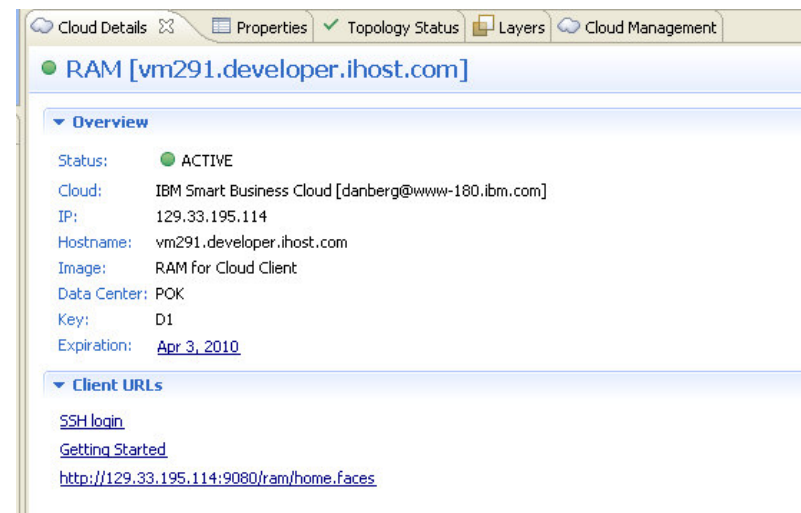 Cloud Details Properties Topology Status Layers Cloud Management
RAM [vm291.developer.ihost.com]
Overview
Status: ACTIVE
Cloud: IBM Smart Business Cloud [danberg@www-180.ibm.com]
IP: 129.33.195.114
Hostname: vm291.developer.ihost.com
Image: RAM for Cloud Client
Data Center: POK
Key: D1
Expiration: Apr 3, 2010
Client URLs
SSH login
Getting Started
http://129.33.195.114:9080/ram/home.faces